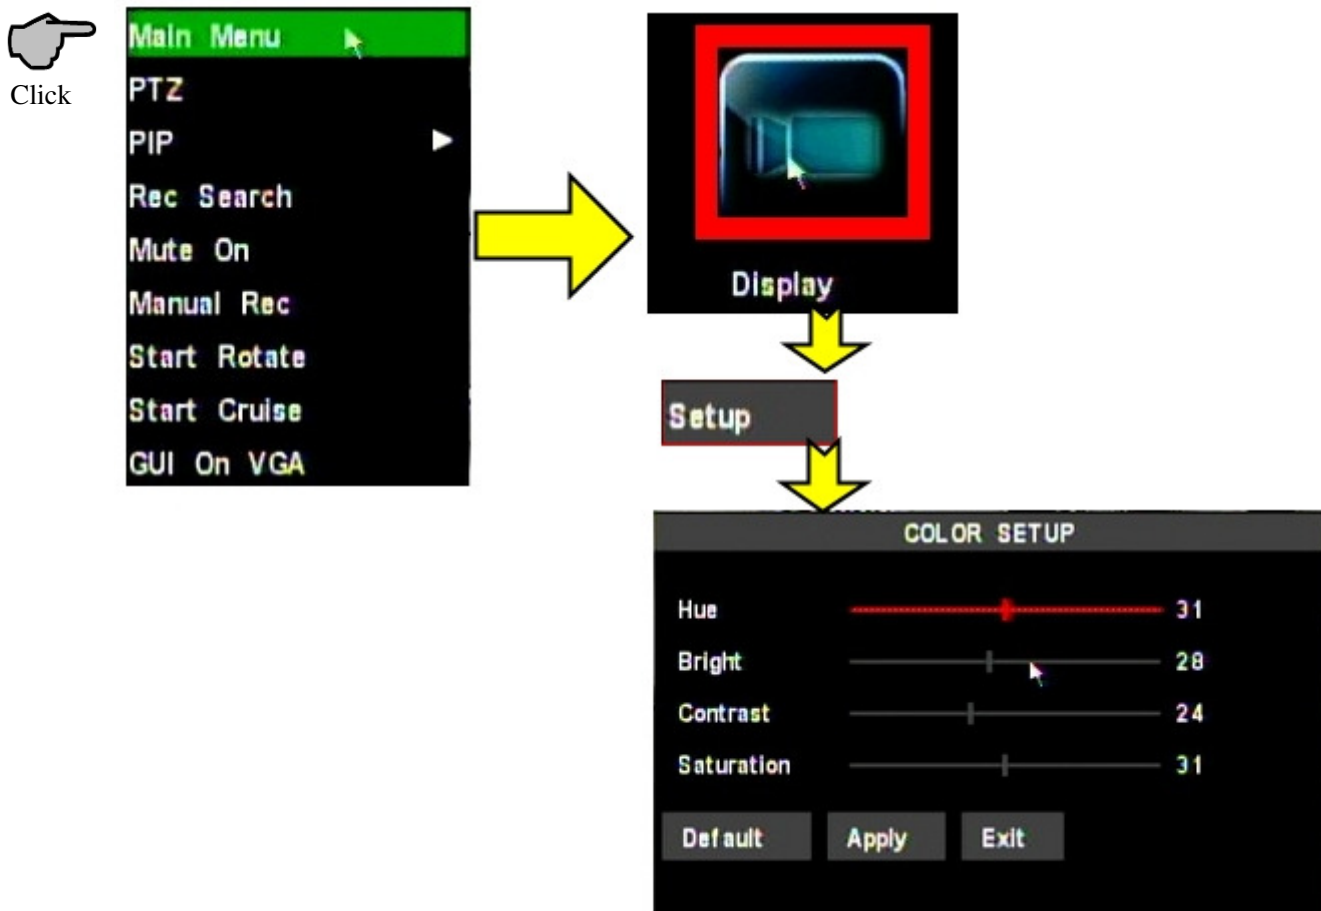 Click
Main Menu
PTZ
PIP
Rec Search
Mute On
Manual Rec
Start Rotate
Start Cruise
GUI On VGA
Display
Setup
COLOR SETUP
Hue 31
Bright 28
Contrast 24
Saturation 31
Default Apply Exit